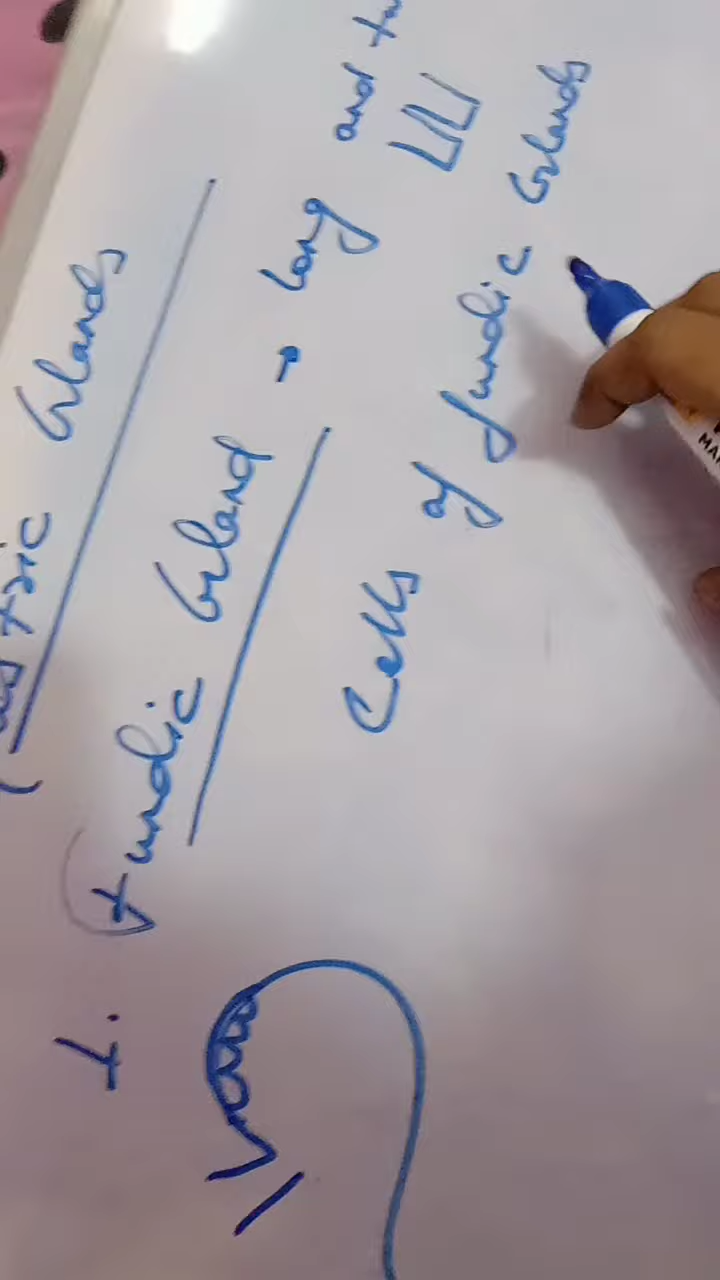 Gastric Glands
1. Fundic Gland → Long and
Cells of fundic Glands